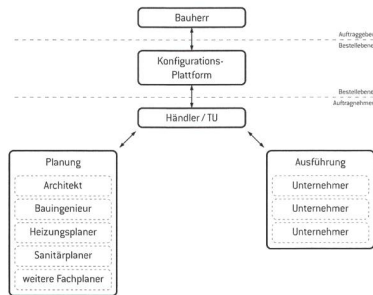 Bauherr
Auftraggeber
Bestellebene
Konfigurations-
Plattform
Bestellebene
Auftragnehmer
Händler / TU
Planung
Architekt
Bauingenieur
Heizungsplaner
Sanitärplaner
weitere Fachplaner
Ausführung
Unternehmer
Unternehmer
Unternehmer